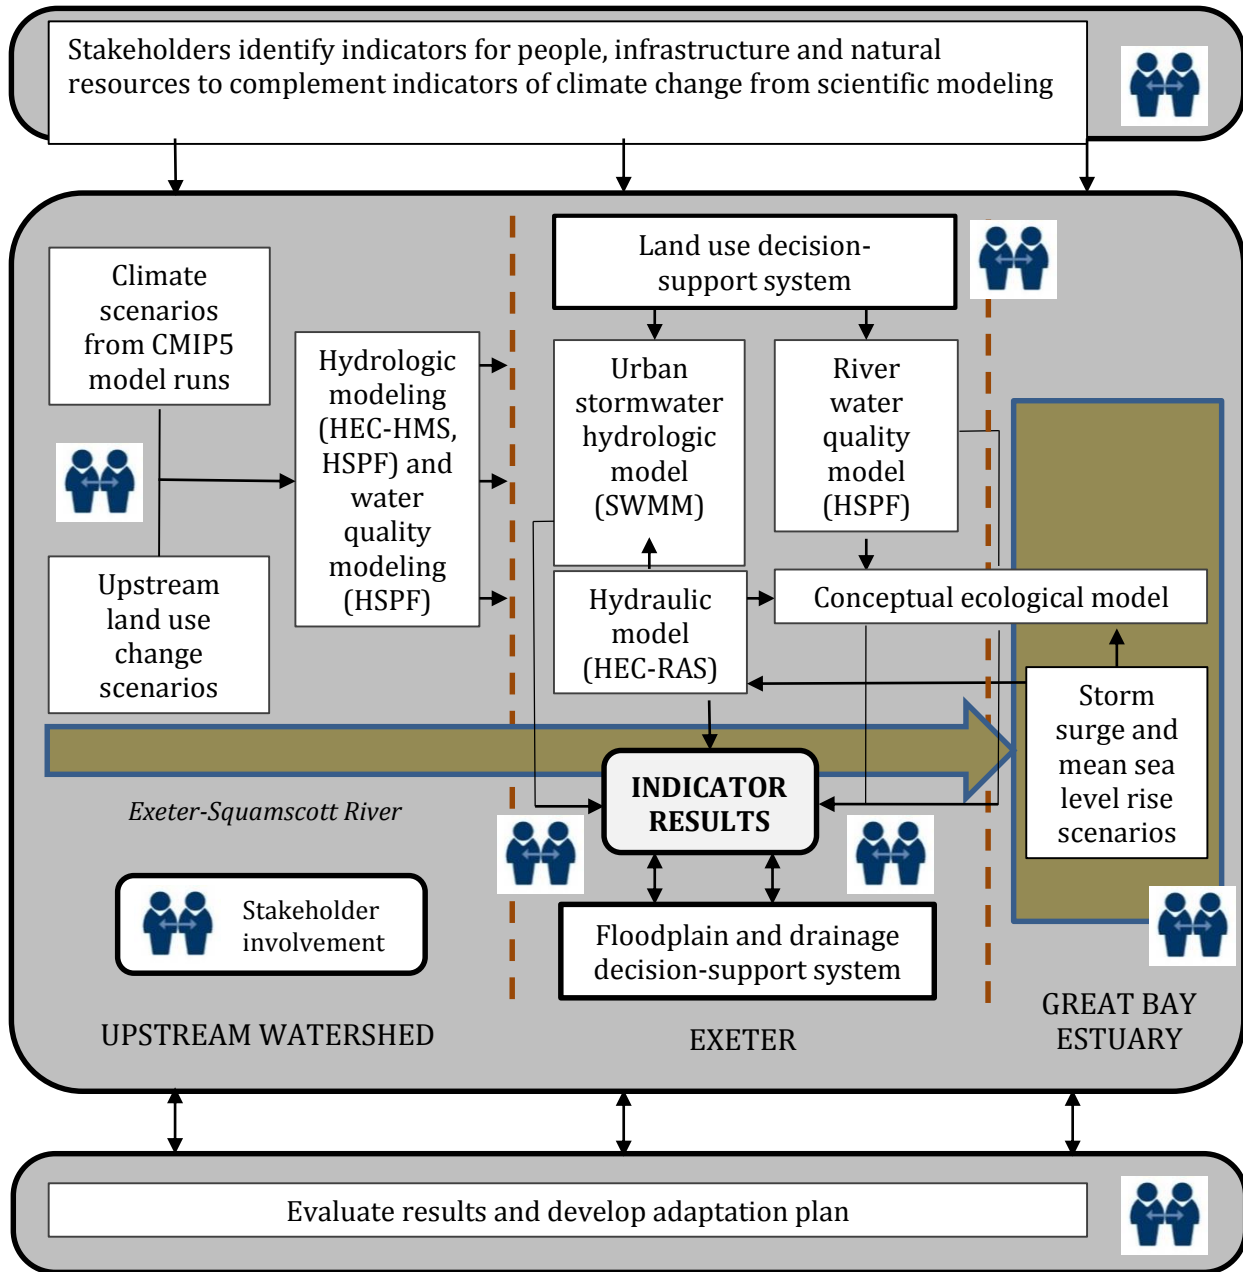 Stakeholders identify indicators for people, infrastructure and natural
resources to complement indicators of climate change from scientific modeling
Climate
scenarios
from CMIP5
model runs
Upstream
land use
change
scenarios
Hydrologic
modeling
(HEC-HMS,
HSPF) and
water
quality
modeling
(HSPF)
Land use decision-
support system
Urban
stormwater
hydrologic
model
(SWMM)
River
water
quality
model
(HSPF)
Hydraulic
model
(HEC-RAS)
Conceptual ecological model
Storm
surge and
mean sea
level rise
scenarios
Exeter-Squamscott River
INDICATOR
RESULTS
Stakeholder
involvement
Floodplain and drainage
decision-support system
UPSTREAM WATERSHED
EXETER
GREAT BAY
ESTUARY
Evaluate results and develop adaptation plan